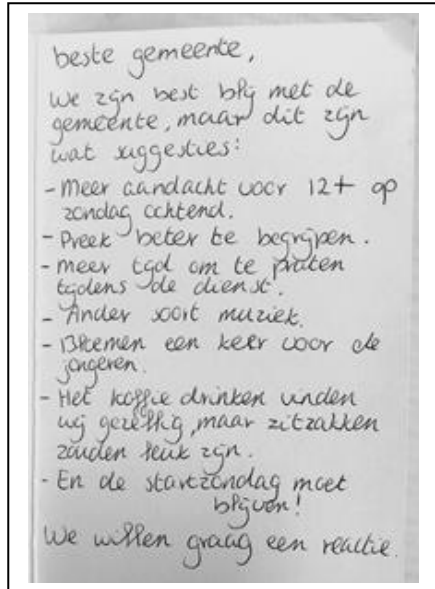 beste gemeente,
We zijn best blij met de
gemeente, maar dit zijn
wat suggesties:
- Meer aandacht voor 12+ op
zondag ochtend.
- Preek beter te begrijpen.
- meer tijd om te praten
tijdens de dienst.
- Ander soort muziek.
- Bloemen een keer voor de
jongeren.
- Het koffie drinken vinden
wij gezellig, maar zitzakken
zouden leuk zijn.
- En de startzondag moet
blijven!
We willen graag een reactie.